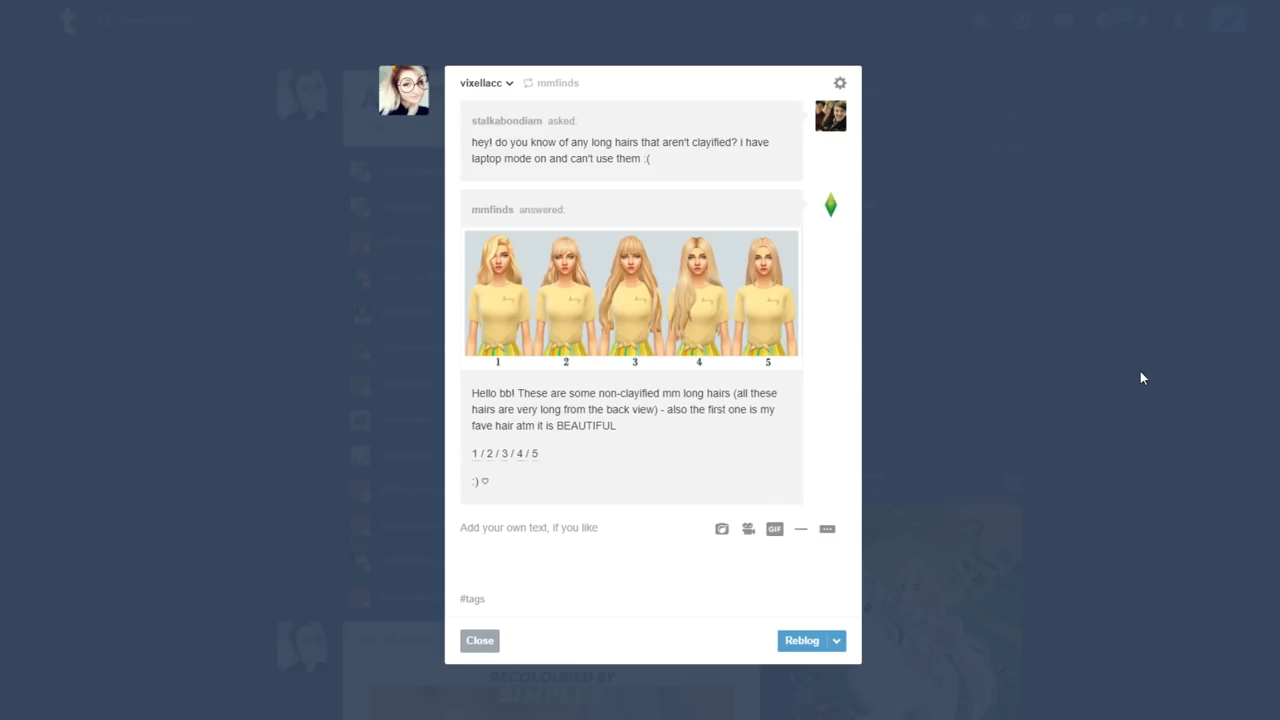 t
vixellacc mmfinds
stalkabondiam asked:
hey! do you know of any long hairs that aren't clayified? i have
laptop mode on and can't use them :(
mmfinds answered:
1 2 3 4 5
Hello bb! These are some non-clayified mm long hairs (all these
hairs are very long from the back view) - also the first one is my
fave hair atm it is BEAUTIFUL
1 / 2 / 3 / 4 / 5
:) ♡
Add your own text, if you like
GIF
#tags
Close
Reblog
RECOLOURED BY